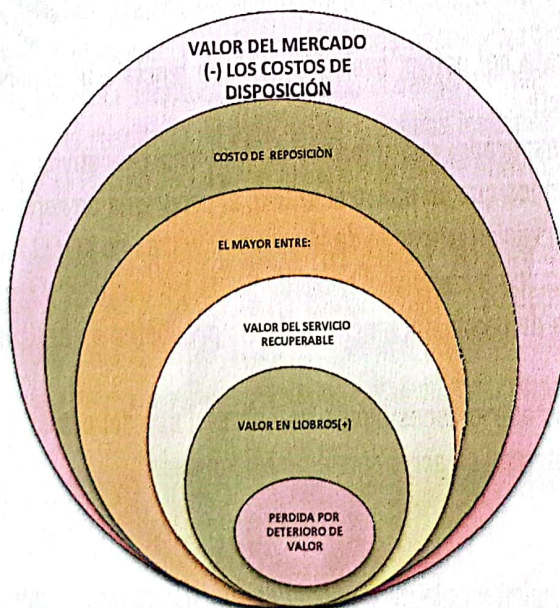 VALOR DEL MERCADO
(-) LOS COSTOS DE
DISPOSICIÓN
COSTO DE REPOSICIÒN
EL MAYOR ENTRE:
VALOR DEL SERVICIO
RECUPERABLE
VALOR EN LIOBROS(+)
PERDIDA POR
DETERIORO DE
VALOR